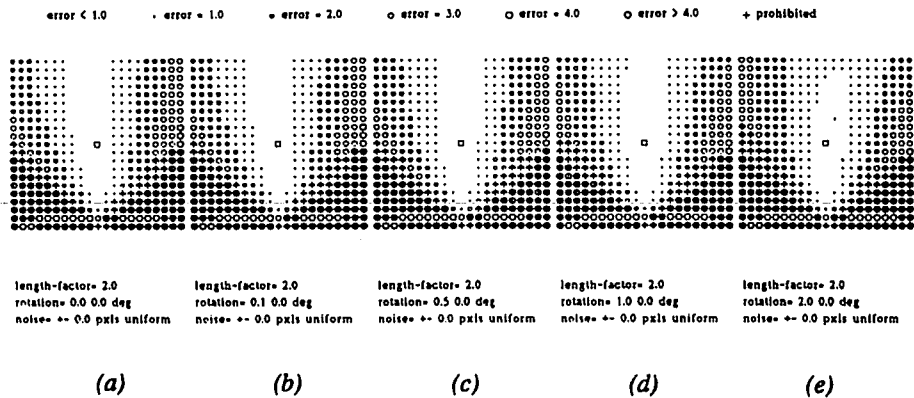 error < 1.0 · error = 1.0 • error = 2.0 o error = 3.0 o error = 4.0 o error > 4.0 + prohibited
length-factor= 2.0 length-factor= 2.0 length-factor= 2.0 length-factor= 2.0 length-factor= 2.0
rotation= 0.0 0.0 deg rotation= 0.1 0.0 deg rotation= 0.5 0.0 deg rotation= 1.0 0.0 deg rotation= 2.0 0.0 deg
noise= +- 0.0 pxls uniform noise= +- 0.0 pxls uniform noise= +- 0.0 pxls uniform noise= +- 0.0 pxls uniform noise= +- 0.0 pxls uniform
(a) (b) (c) (d) (e)